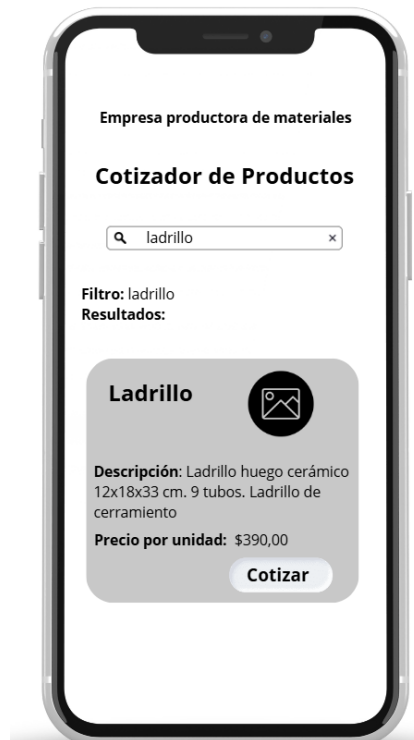 Empresa productora de materiales
Cotizador de Productos
ladrillo ×
Filtro: ladrillo
Resultados:
Ladrillo
Descripción: Ladrillo huego cerámico
12x18x33 cm. 9 tubos. Ladrillo de
cerramiento
Precio por unidad: $390,00
Cotizar